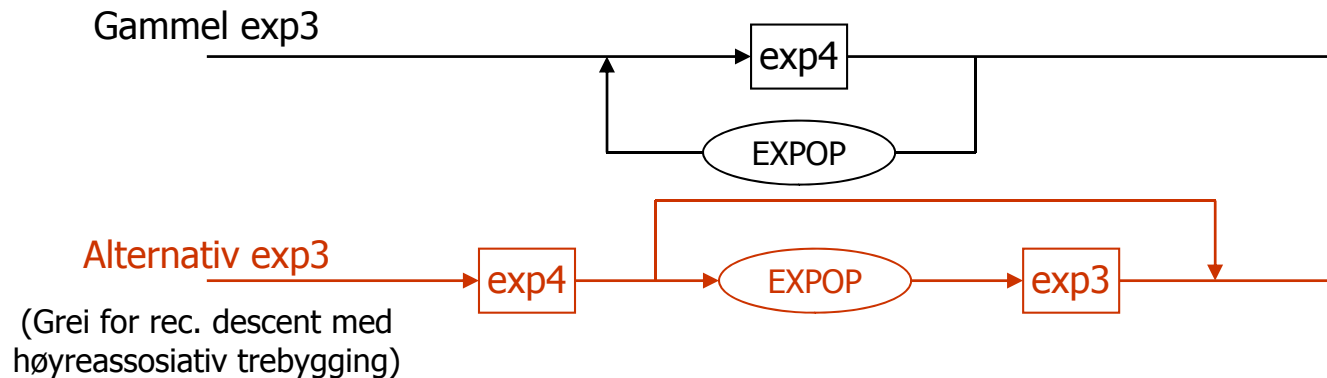 Gammel exp3
exp4
EXPOP
Alternativ exp3
exp4
EXPOP
exp3
(Grei for rec. descent med
høyreassosiativ trebygging)